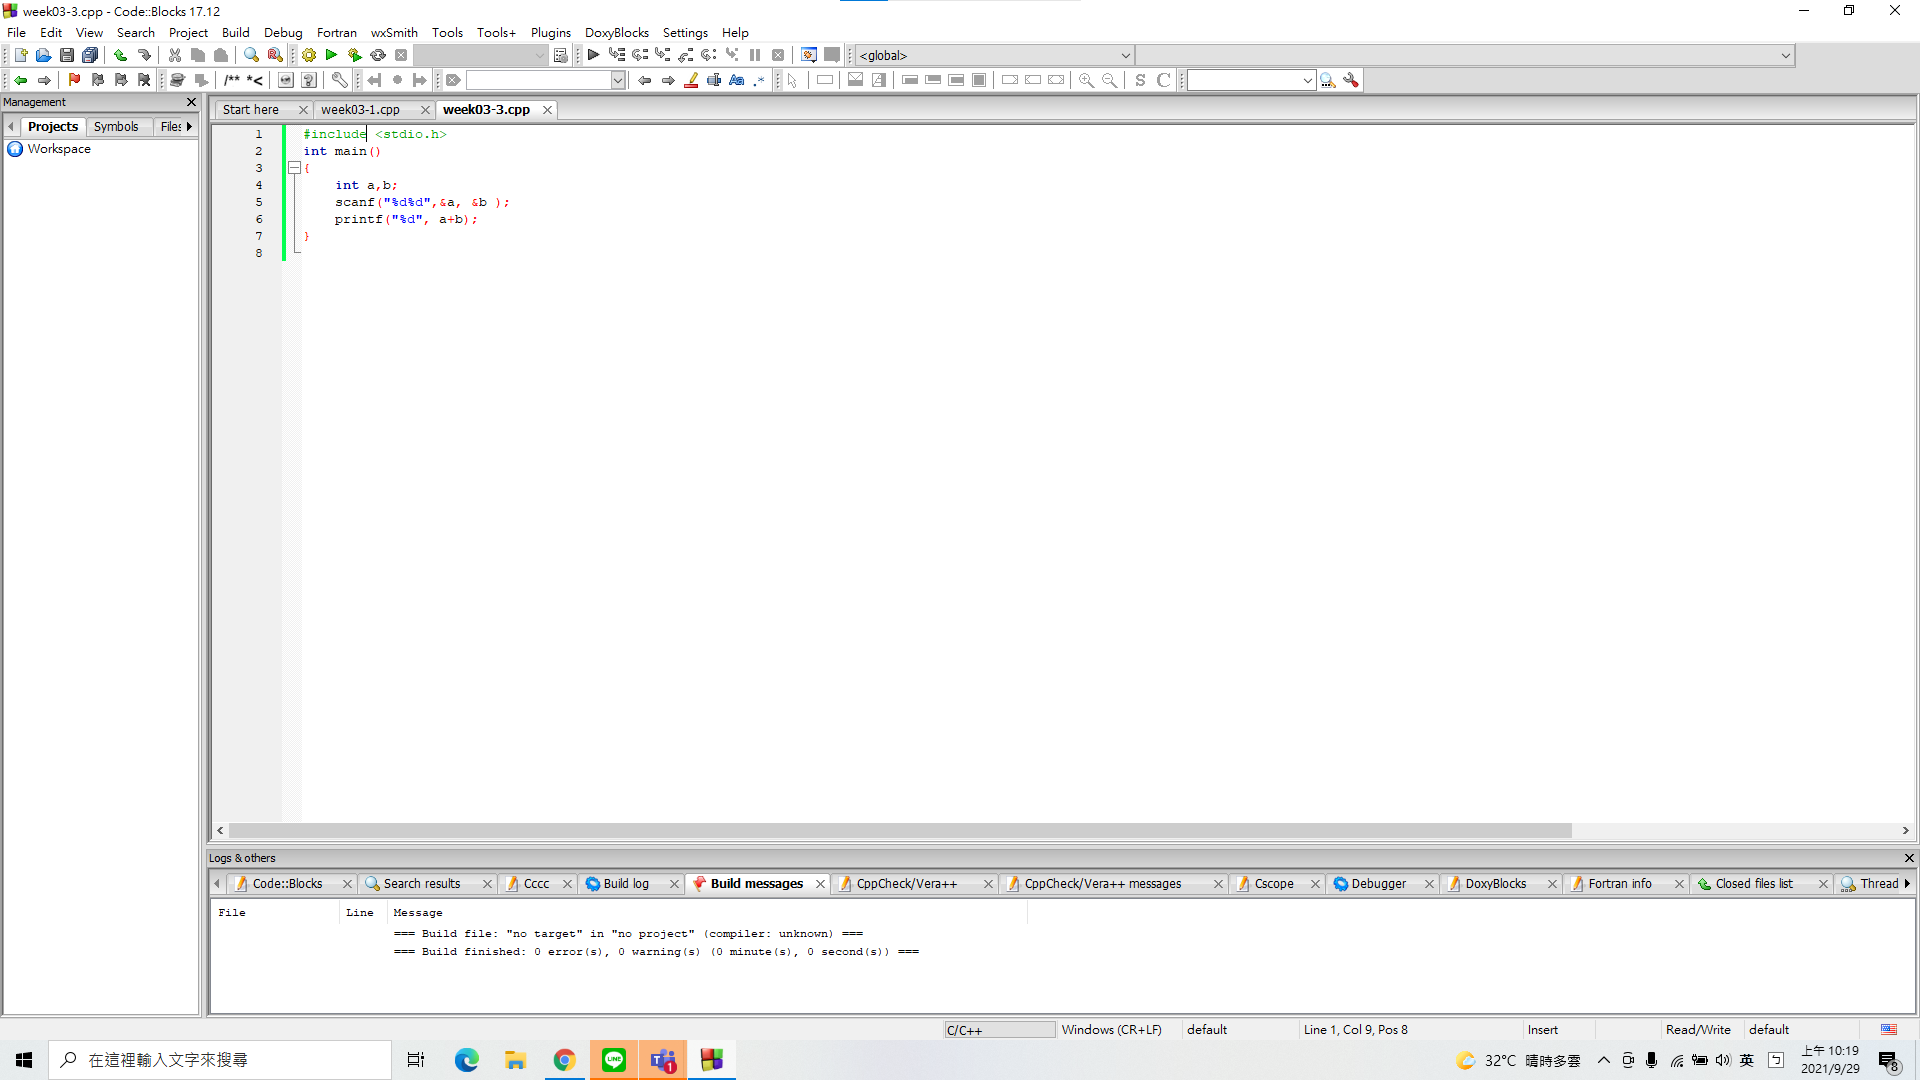 week03-3.cpp - Code::Blocks 17.12
File Edit View Search Project Build Debug Fortran wxSmith Tools Tools+ Plugins DoxyBlocks Settings Help
<global>
/** *<
Aa .*
S C
Management
Projects Symbols Files
Workspace
Start here week03-1.cpp week03-3.cpp
1 #include <stdio.h>
2 int main()
3 {
4 int a,b;
5 scanf("%d%d",&a, &b );
6 printf("%d", a+b);
7 }
8
Logs & others
Code::Blocks Search results Cccc Build log Build messages CppCheck/Vera++ CppCheck/Vera++ messages Cscope Debugger DoxyBlocks Fortran info Closed files list Thread
File Line Message
=== Build file: "no target" in "no project" (compiler: unknown) ===
=== Build finished: 0 error(s), 0 warning(s) (0 minute(s), 0 second(s)) ===
C/C++ Windows (CR+LF) default Line 1, Col 9, Pos 8 Insert Read/Write default
在這裡輸入文字來搜尋
LINE
1
32°C 晴時多雲
英
上午 10:19
2021/9/29
8